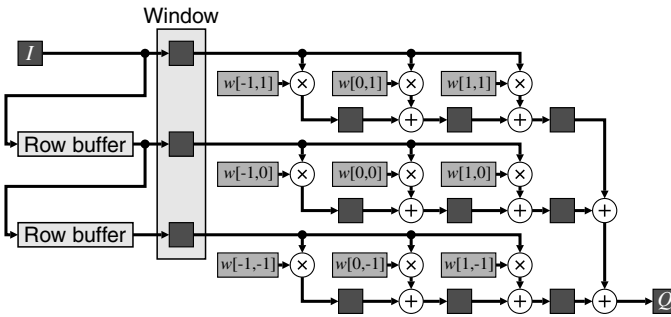 Window
I
w[-1,1] w[0,1] w[1,1]
× × ×
+ +
Row buffer
w[-1,0] w[0,0] w[1,0]
× × ×
+ + +
Row buffer
w[-1,-1] w[0,-1] w[1,-1]
× × ×
+ + + Q